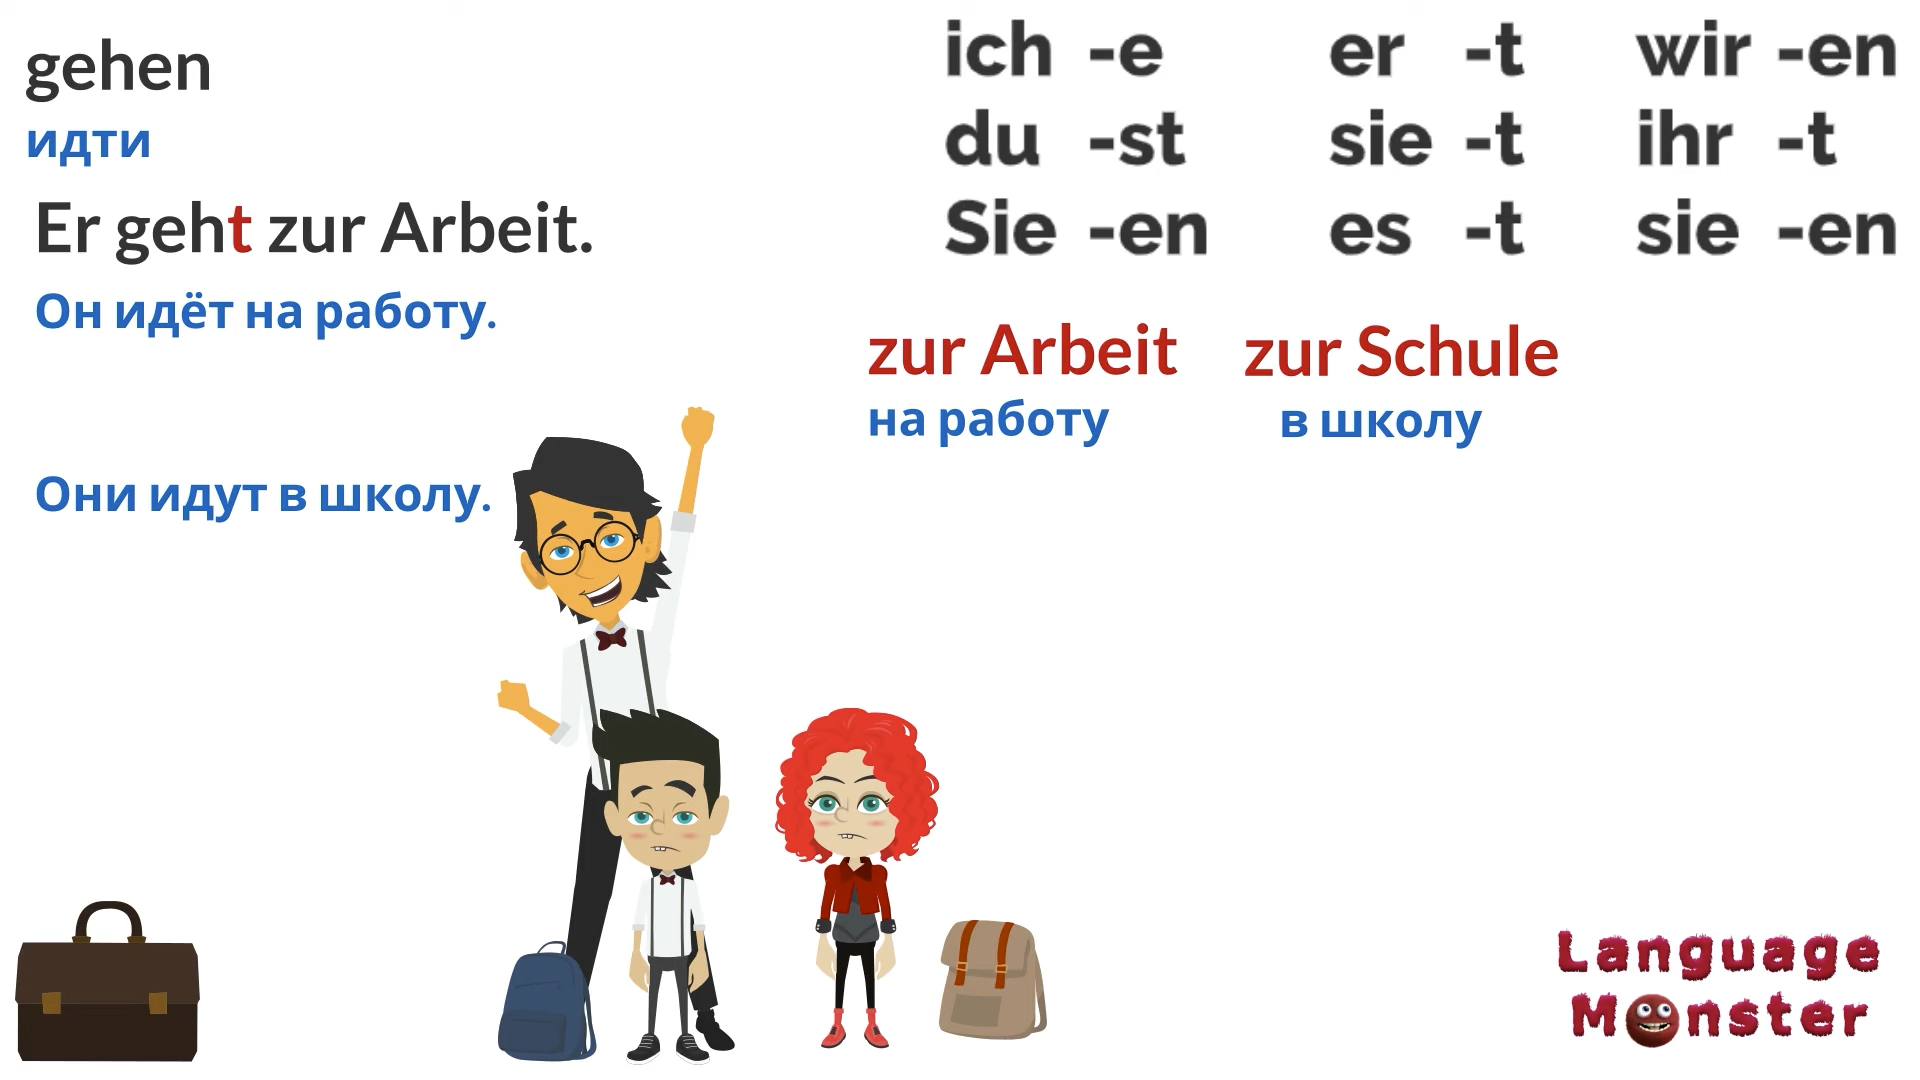 gehen
идти
Er geht zur Arbeit.
Он идёт на работу.
Они идут в школу.
ich -e er -t wir -en
du -st sie -t ihr -t
Sie -en es -t sie -en
zur Arbeit zur Schule
на работу в школу
Language
Monster